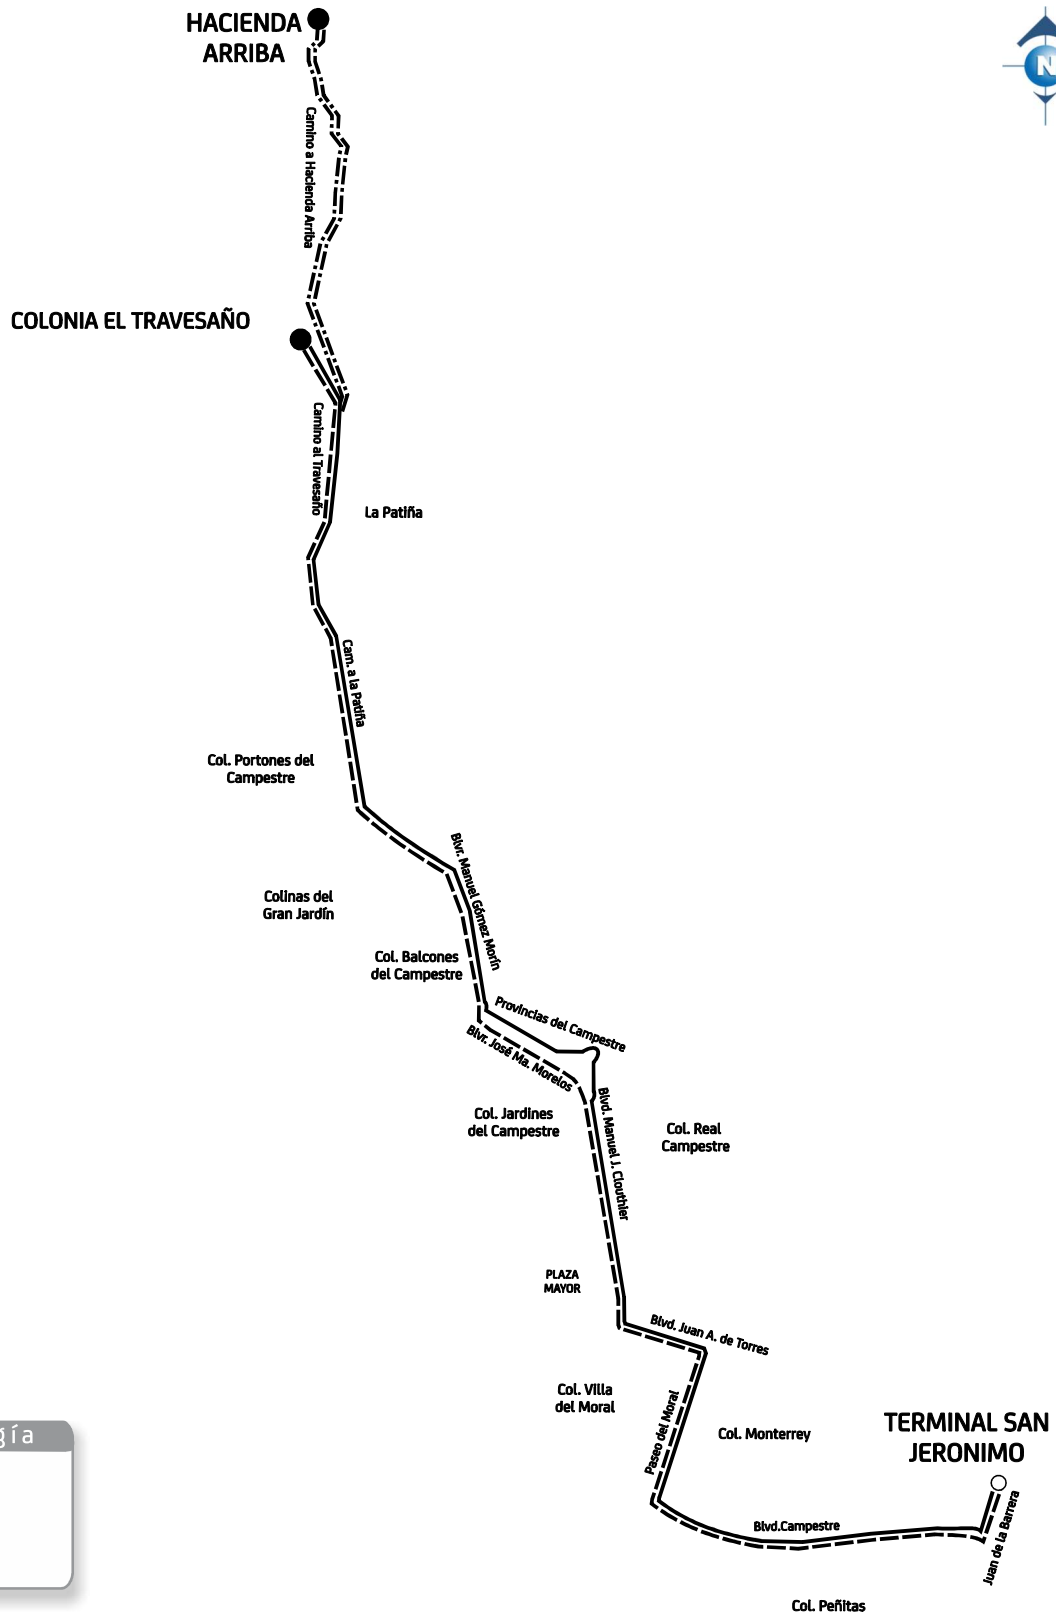 HACIENDA
ARRIBA
N
Camino a Hacienda Arriba
COLONIA EL TRAVESAÑO
Camino al Travesaño
La Patiña
Cam. a la Patiña
Col. Portones del
Campestre
Blvr. Manuel Gómez Morín
Colinas del
Gran Jardín
Col. Balcones
del Campestre
Provincias del Campestre
Blvr. José Ma. Morelos
Col. Jardines
del Campestre
Blvd. Manuel J. Clouthier
Col. Real
Campestre
PLAZA
MAYOR
Blvd. Juan A. de Torres
Col. Villa
del Moral
Paseo del Moral
Col. Monterrey
TERMINAL SAN
JERONIMO
gía
Blvd.Campestre
Juan de la Barrera
Col. Peñitas